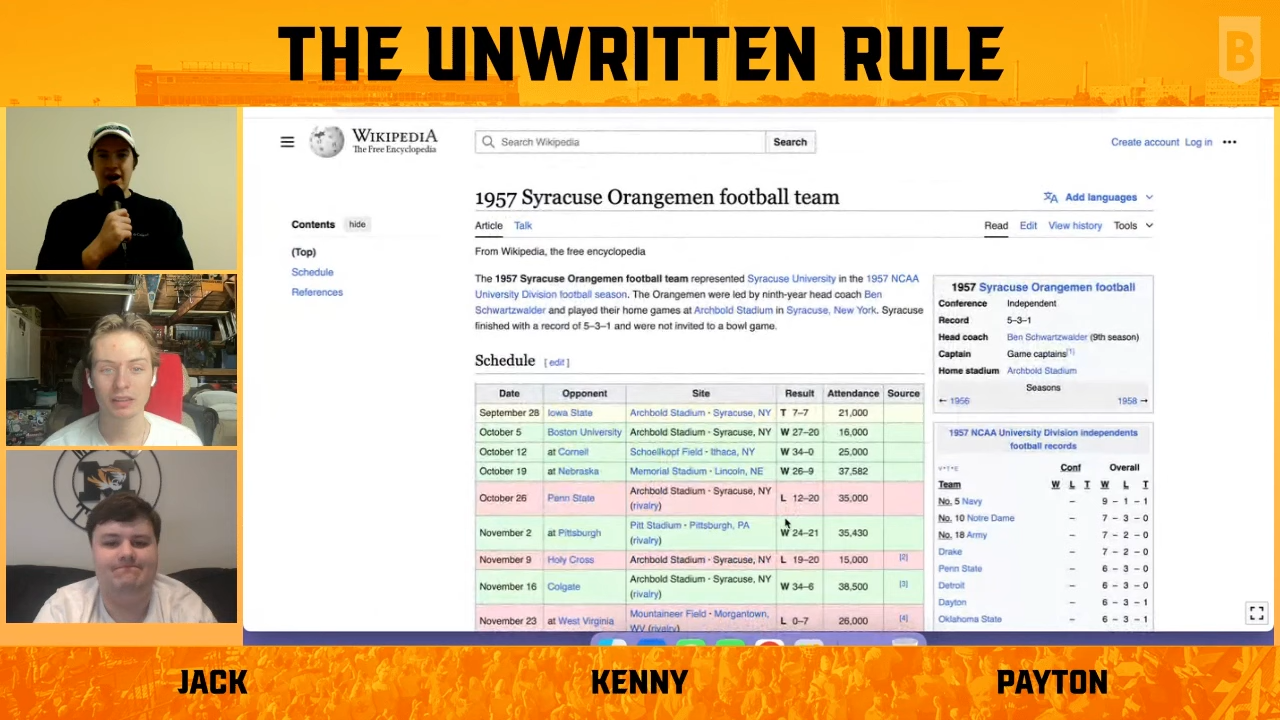 THE UNWRITTEN RULE
B
WIKIPEDIA
The Free Encyclopedia
Search Wikipedia
Search
Create account Log in
1957 Syracuse Orangemen football team
Add languages
Contents hide
(Top)
Schedule
References
Article Talk
Read Edit View history Tools
From Wikipedia, the free encyclopedia
The 1957 Syracuse Orangemen football team represented Syracuse University in the 1957 NCAA
University Division football season. The Orangemen were led by ninth-year head coach Ben
Schwartzwalder and played their home games at Archbold Stadium in Syracuse, New York. Syracuse
finished with a record of 5–3–1 and were not invited to a bowl game.
Schedule [ edit ]
Date Opponent Site Result Attendance Source
September 28 Iowa State Archbold Stadium · Syracuse, NY T 7–7 21,000
October 5 Boston University Archbold Stadium · Syracuse, NY W 27–20 16,000
October 12 at Cornell Schoellkopf Field · Ithaca, NY W 34–0 25,000
October 19 at Nebraska Memorial Stadium · Lincoln, NE W 26–9 37,582
October 26 Penn State Archbold Stadium · Syracuse, NY
(rivalry) L 12–20 35,000
November 2 at Pittsburgh Pitt Stadium · Pittsburgh, PA
(rivalry) W 24–21 35,430
November 9 Holy Cross Archbold Stadium · Syracuse, NY L 19–20 15,000 [2]
November 16 Colgate Archbold Stadium · Syracuse, NY
(rivalry) W 34–6 38,500 [3]
November 23 at West Virginia Mountaineer Field · Morgantown,
WV (rivalry) L 0–7 26,000 [4]
1957 Syracuse Orangemen football
Conference Independent
Record 5–3–1
Head coach Ben Schwartzwalder (9th season)
Captain Game captains[1]
Home stadium Archbold Stadium
Seasons
← 1956 1958 →
1957 NCAA University Division independents
football records
v·t·e Conf Overall
Team W L T W L T
No. 5 Navy – 9 – 1 – 1
No. 10 Notre Dame – 7 – 3 – 0
No. 18 Army – 7 – 2 – 0
Drake – 7 – 2 – 0
Penn State – 6 – 3 – 0
Detroit – 6 – 3 – 0
Dayton – 6 – 3 – 1
Oklahoma State – 6 – 3 – 1
JACK
KENNY
PAYTON